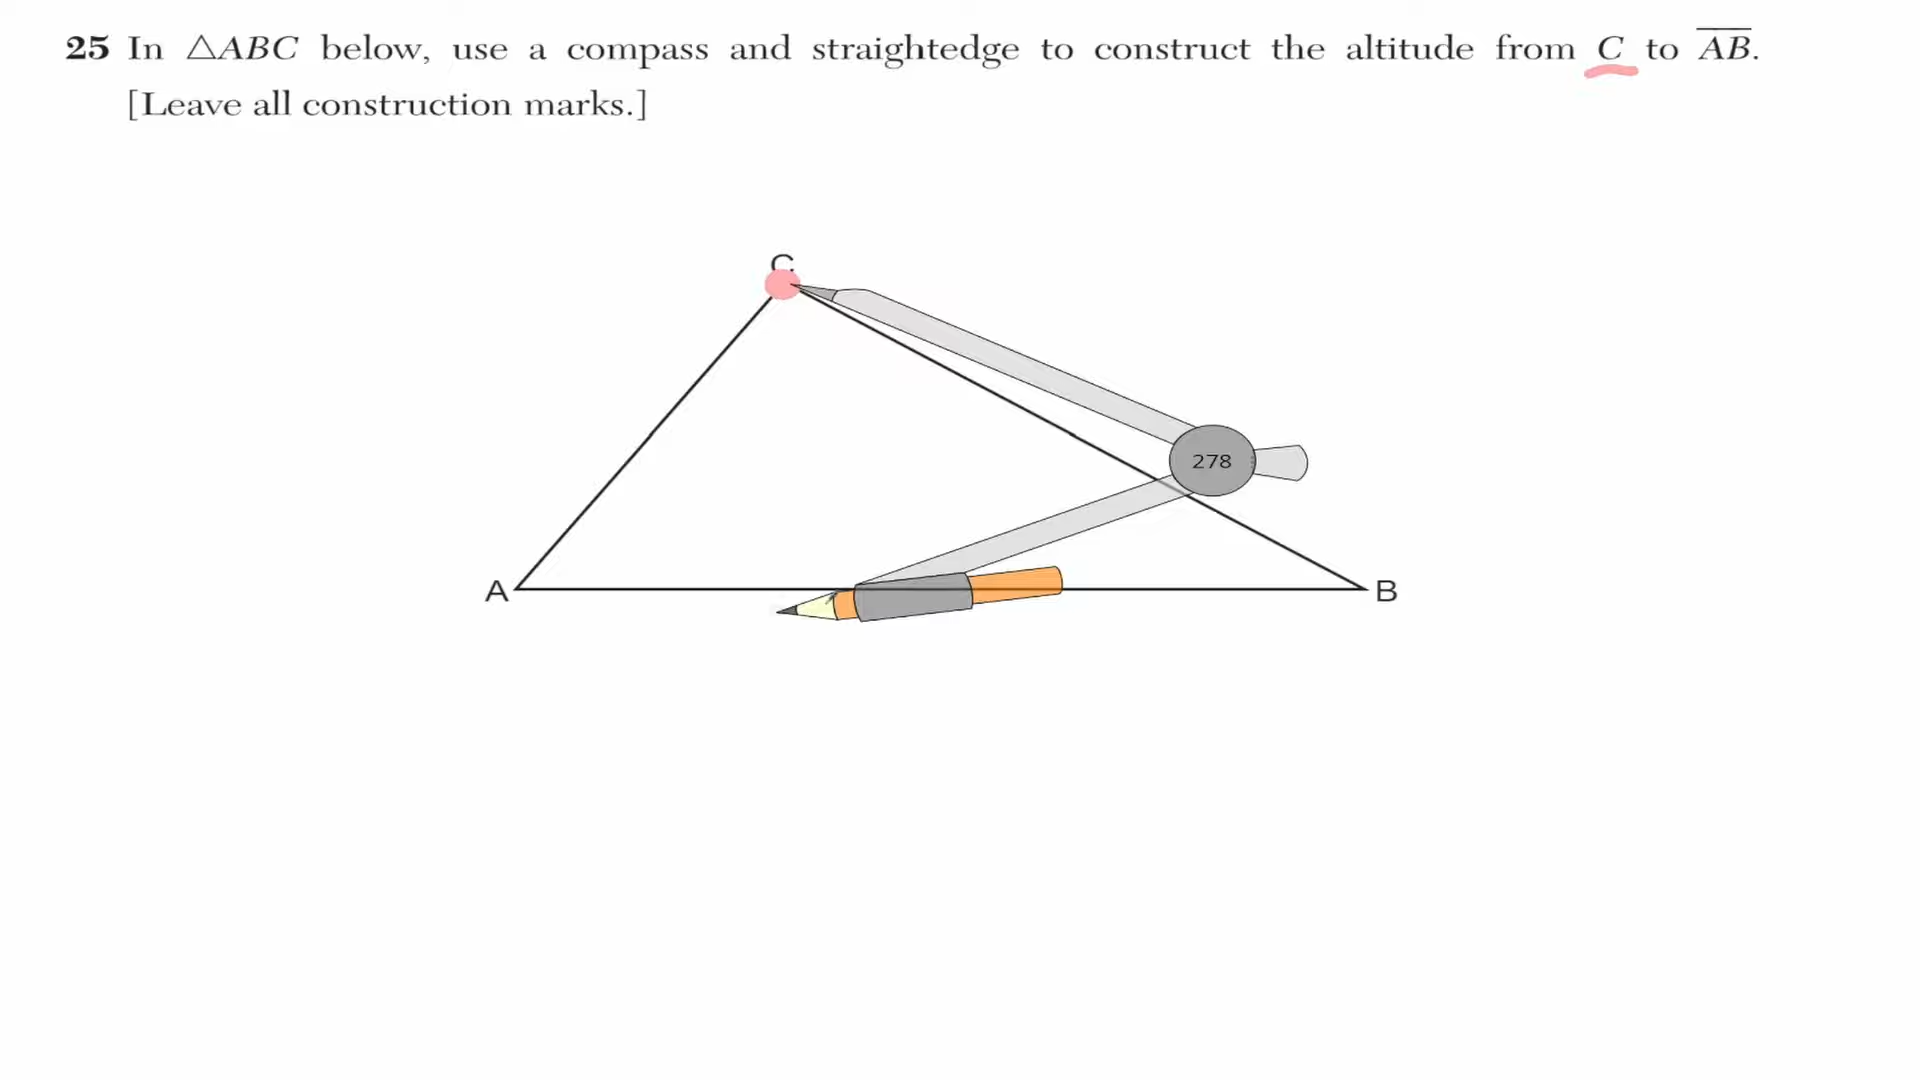 25 In △ABC below, use a compass and straightedge to construct the altitude from C to A̅B̅.
[Leave all construction marks.]
C
278
A
B